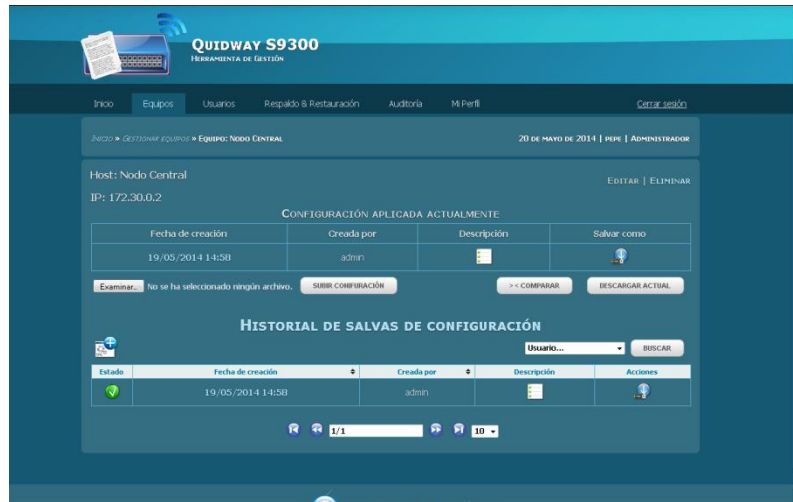 QUIDWAY S9300
HERRAMIENTA DE GESTIÓN
Inicio Equipos Usuarios Respaldo & Restauración Auditoría Mi Perfil Cerrar sesión
INICIO » GESTIONAR EQUIPOS » EQUIPO: NODO CENTRAL 20 DE MAYO DE 2014 | PEPE | ADMINISTRADOR
Host: Nodo Central
EDITAR | ELIMINAR
IP: 172.30.0.2
CONFIGURACIÓN APLICADA ACTUALMENTE
Fecha de creación Creada por Descripción Salvar como
19/05/2014 14:58 admin
Examinar... No se ha seleccionado ningún archivo. SUBIR CONFIURACIÓN > < COMPARAR DESCARGAR ACTUAL
HISTORIAL DE SALVAS DE CONFIGURACIÓN
Usuario... BUSCAR
Estado Fecha de creación Creada por Descripción Acciones
19/05/2014 14:58 admin
1/1 10